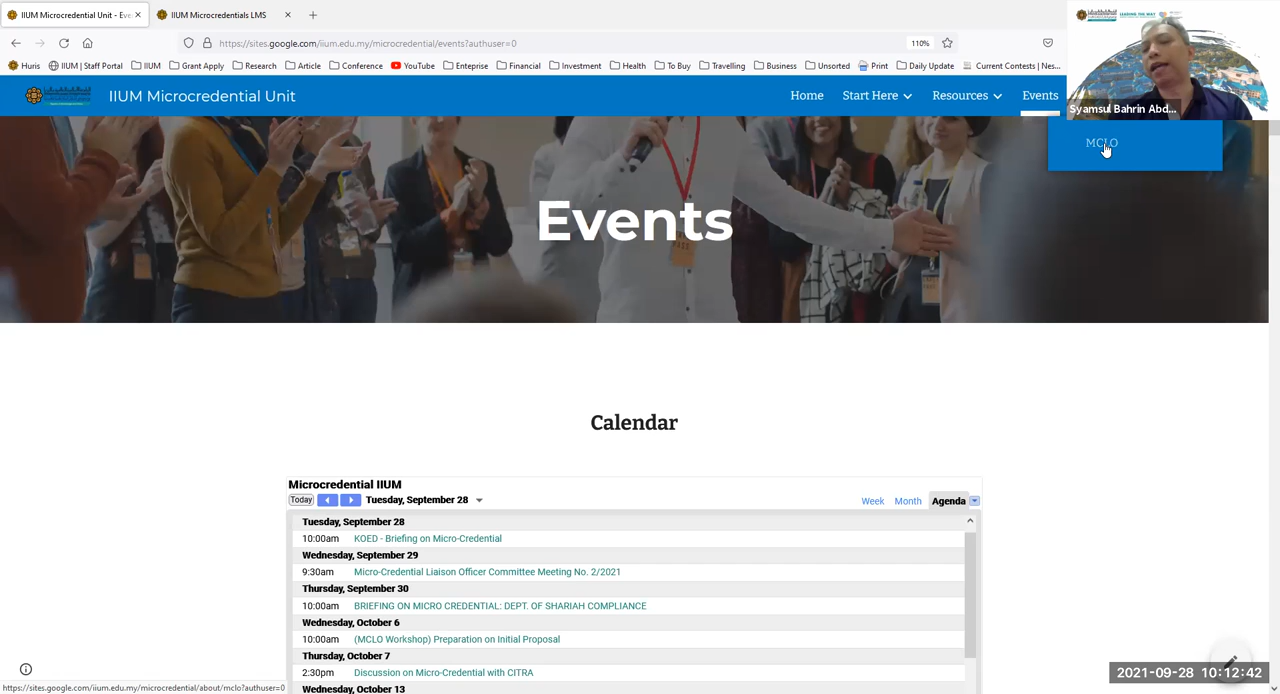 IIUM Microcredential Unit - Eve
IIUM Microcredentials LMS
https://sites.google.com/iium.edu.my/microcredential/events?authuser=0
110%
Huris
IIUM | Staff Portal
IIUM
Grant Apply
Research
Article
Conference
YouTube
Enteprise
Financial
Investment
Health
To Buy
Travelling
Business
Unsorted
Print
Daily Update
Current Contests | Nes...
LEADING THE WAY
Syamsul Bahrin Abd...
IIUM Microcredential Unit
Home
Start Here
Resources
Events
MCLO
Events
Calendar
Microcredential IIUM
Today
Tuesday, September 28
Week
Month
Agenda
Tuesday, September 28
10:00am KOED - Briefing on Micro-Credential
Wednesday, September 29
9:30am Micro-Credential Liaison Officer Committee Meeting No. 2/2021
Thursday, September 30
10:00am BRIEFING ON MICRO CREDENTIAL: DEPT. OF SHARIAH COMPLIANCE
Wednesday, October 6
10:00am (MCLO Workshop) Preparation on Initial Proposal
Thursday, October 7
2:30pm Discussion on Micro-Credential with CITRA
Wednesday, October 13
https://sites.google.com/iium.edu.my/microcredential/about/mclo?authuser=0
2021-09-28 10:12:42